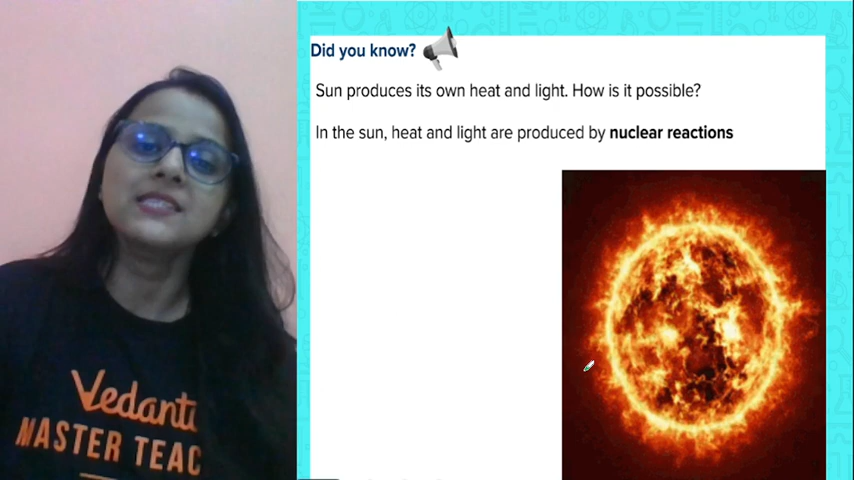 Did you know?
Sun produces its own heat and light. How is it possible?
In the sun, heat and light are produced by nuclear reactions
Vedantu
MASTER TEAC